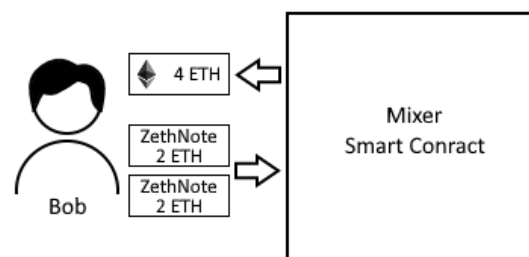 4 ETH
ZethNote
2 ETH
ZethNote
2 ETH
Bob
Mixer
Smart Conract